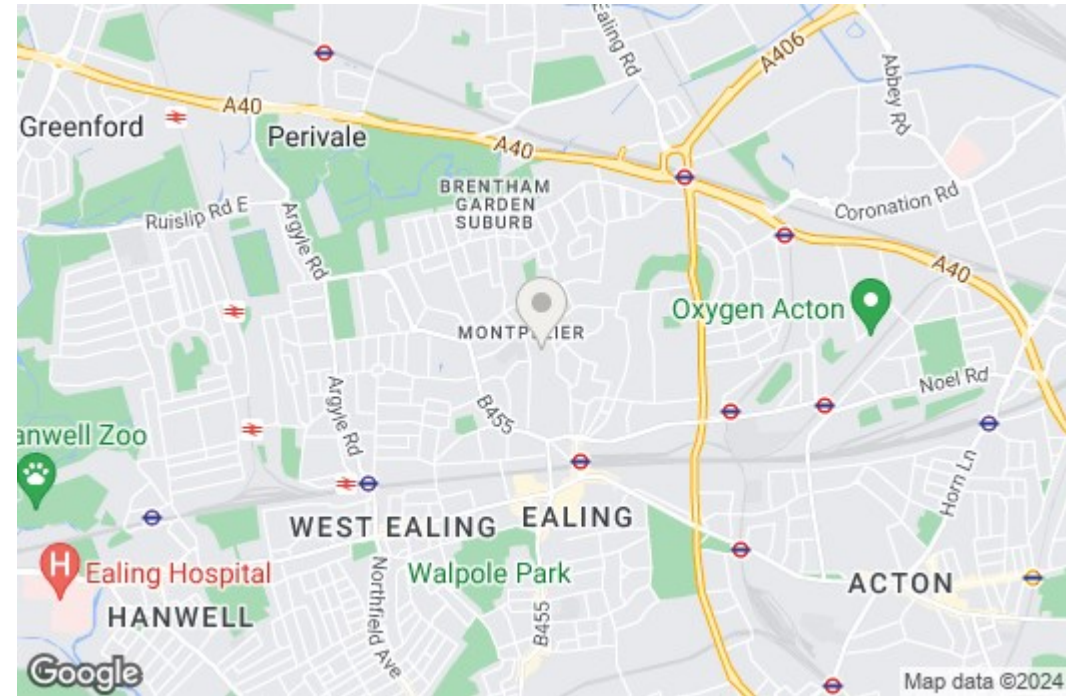 Ealing Rd
A406
Abbey Rd
A40
Greenford
Perivale
A40
BRENTHAM
GARDEN
SUBURB
Coronation Rd
Ruislip Rd E
Argyle Rd
A40
Oxygen Acton
MONTP IER
Noel Rd
Argyle Rd
B455
anwell Zoo
Horn Ln
WEST EALING
EALING
H
Ealing Hospital
Walpole Park
ACTON
HANWELL
Northfield Ave
B455
Google
Map data ©2024